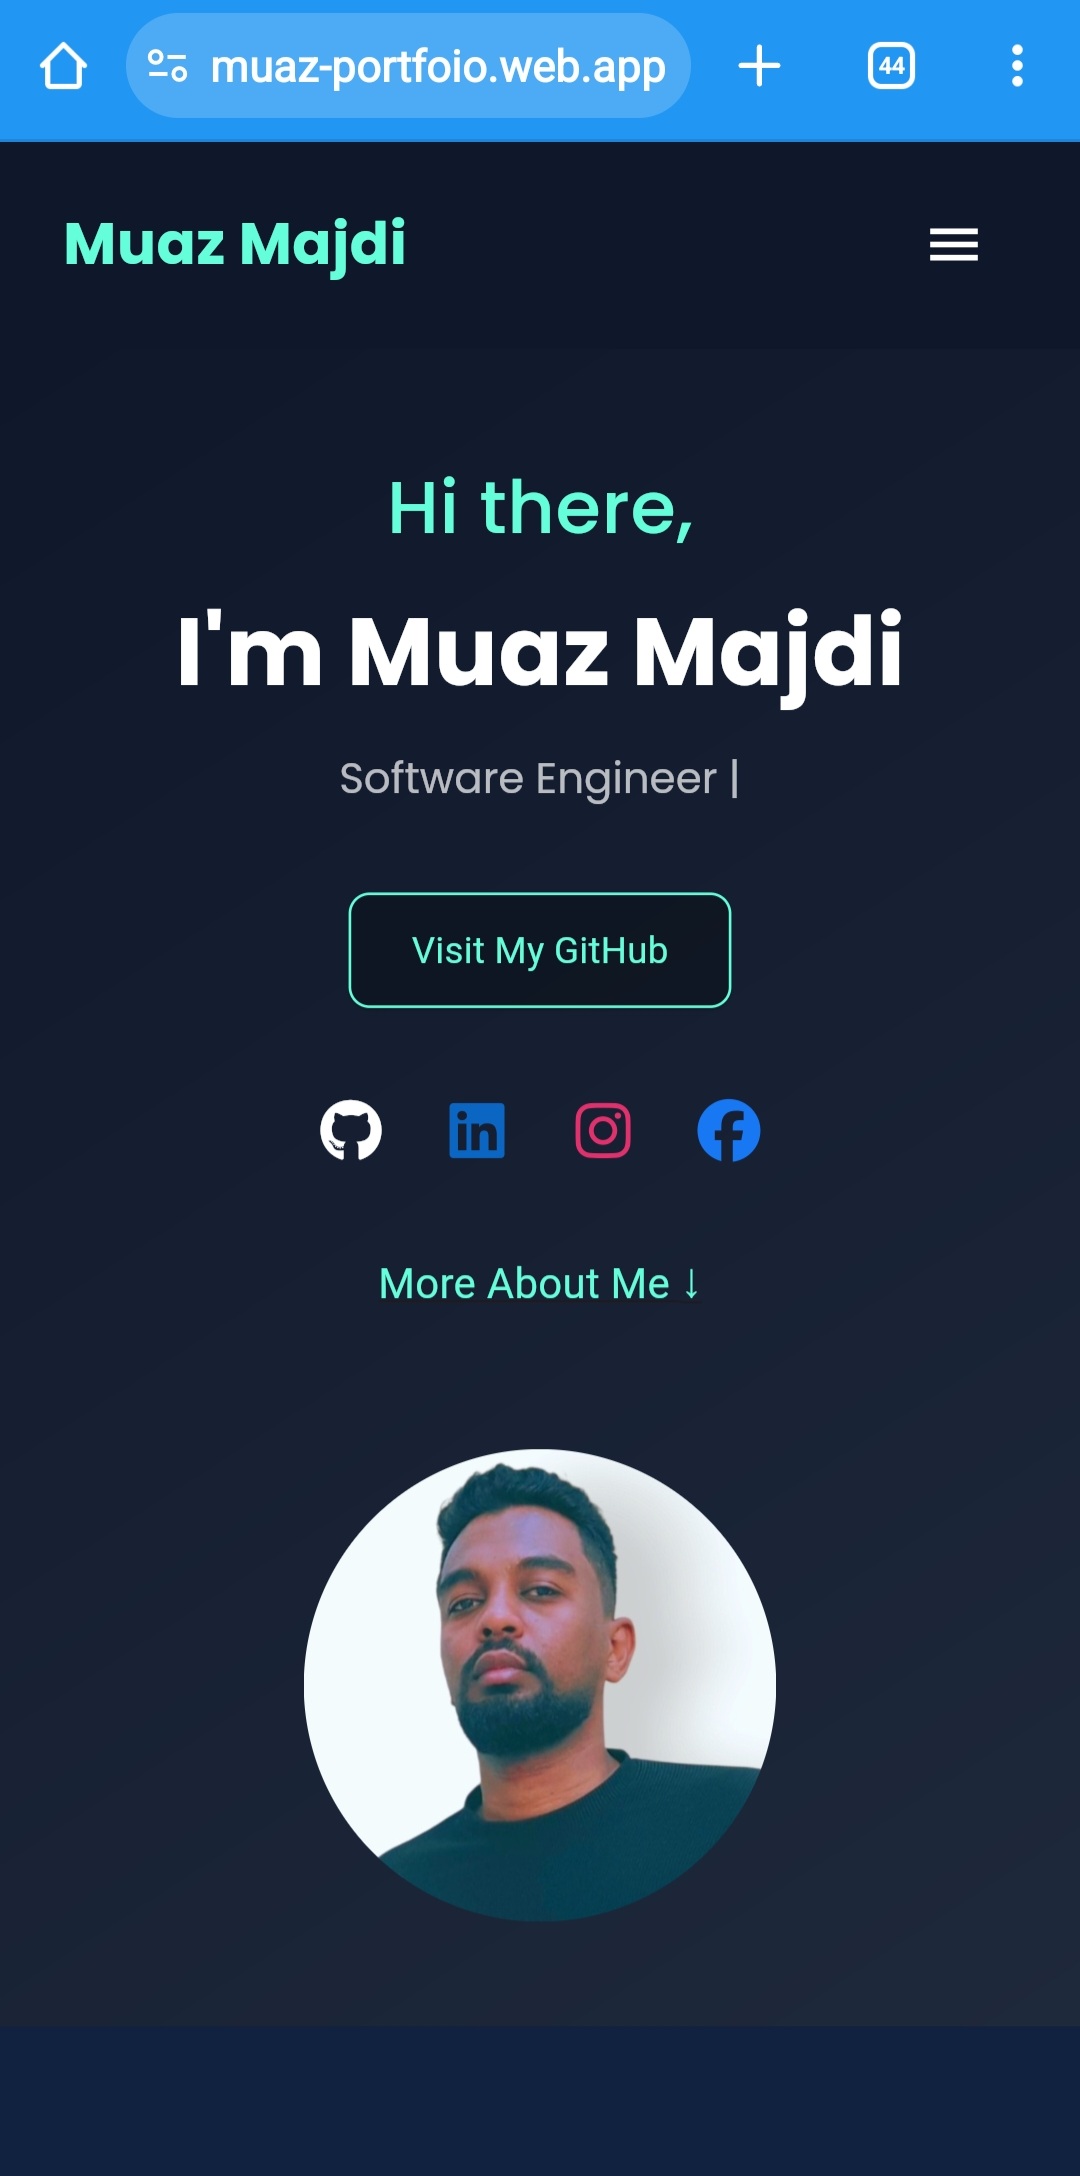 muaz-portfoio.web.app
44
Muaz Majdi
Hi there,
I'm Muaz Majdi
Software Engineer |
Visit My GitHub
in
More About Me ↓